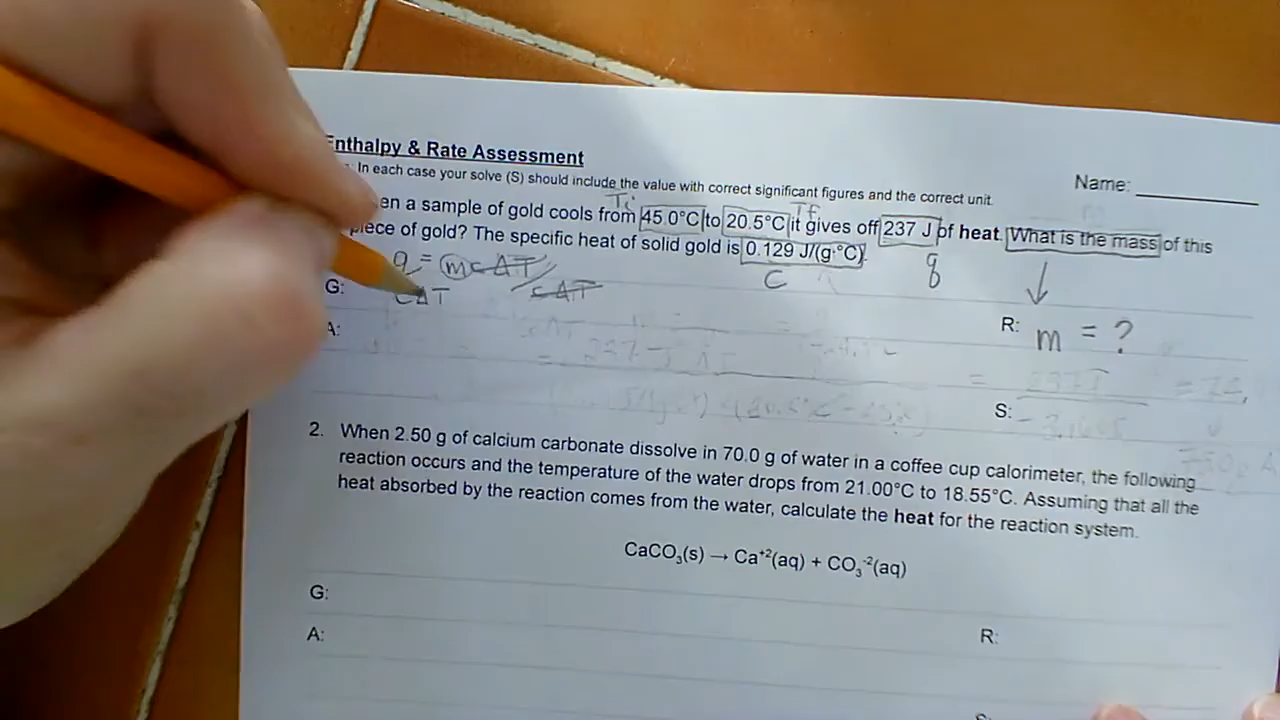 Enthalpy & Rate Assessment
In each case your solve (S) should include the value with correct significant figures and the correct unit.
Name:
Ti Tf
en a sample of gold cools from 45.0°C to 20.5°C it gives off 237 J of heat. What is the mass of this
piece of gold? The specific heat of solid gold is 0.129 J/(g·°C).
q = mcΔT
cΔT cΔT
C q
G:
R: m = ?
A:
S:
2. When 2.50 g of calcium carbonate dissolve in 70.0 g of water in a coffee cup calorimeter, the following
reaction occurs and the temperature of the water drops from 21.00°C to 18.55°C. Assuming that all the
heat absorbed by the reaction comes from the water, calculate the heat for the reaction system.
CaCO₃(s) → Ca⁺²(aq) + CO₃⁻²(aq)
G:
R:
A: